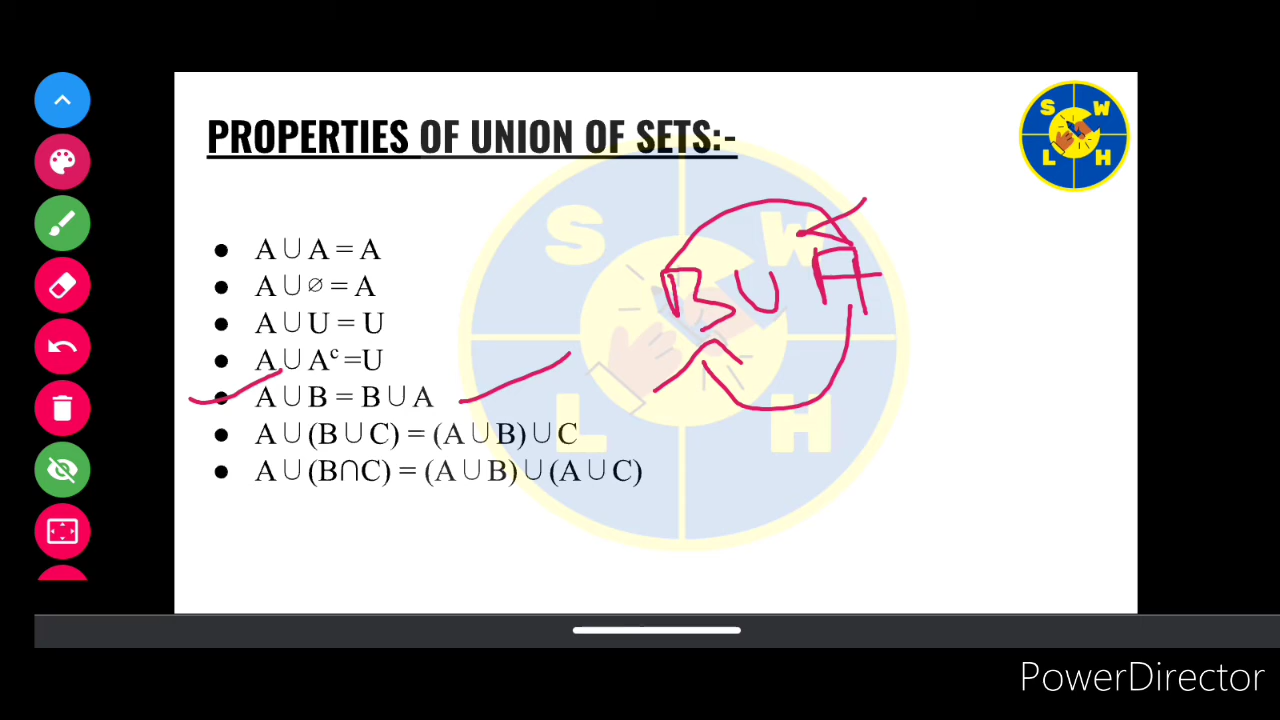 PROPERTIES OF UNION OF SETS:-
S W
L H
● A∪A = A
● A∪∅ = A
● A∪U = U
● A∪Aᶜ =U
● A∪B = B∪A
● A∪(B∪C) = (A∪B)∪C
● A∪(B∩C) = (A∪B)∪(A∪C)
B∪A
S W
L H
PowerDirector